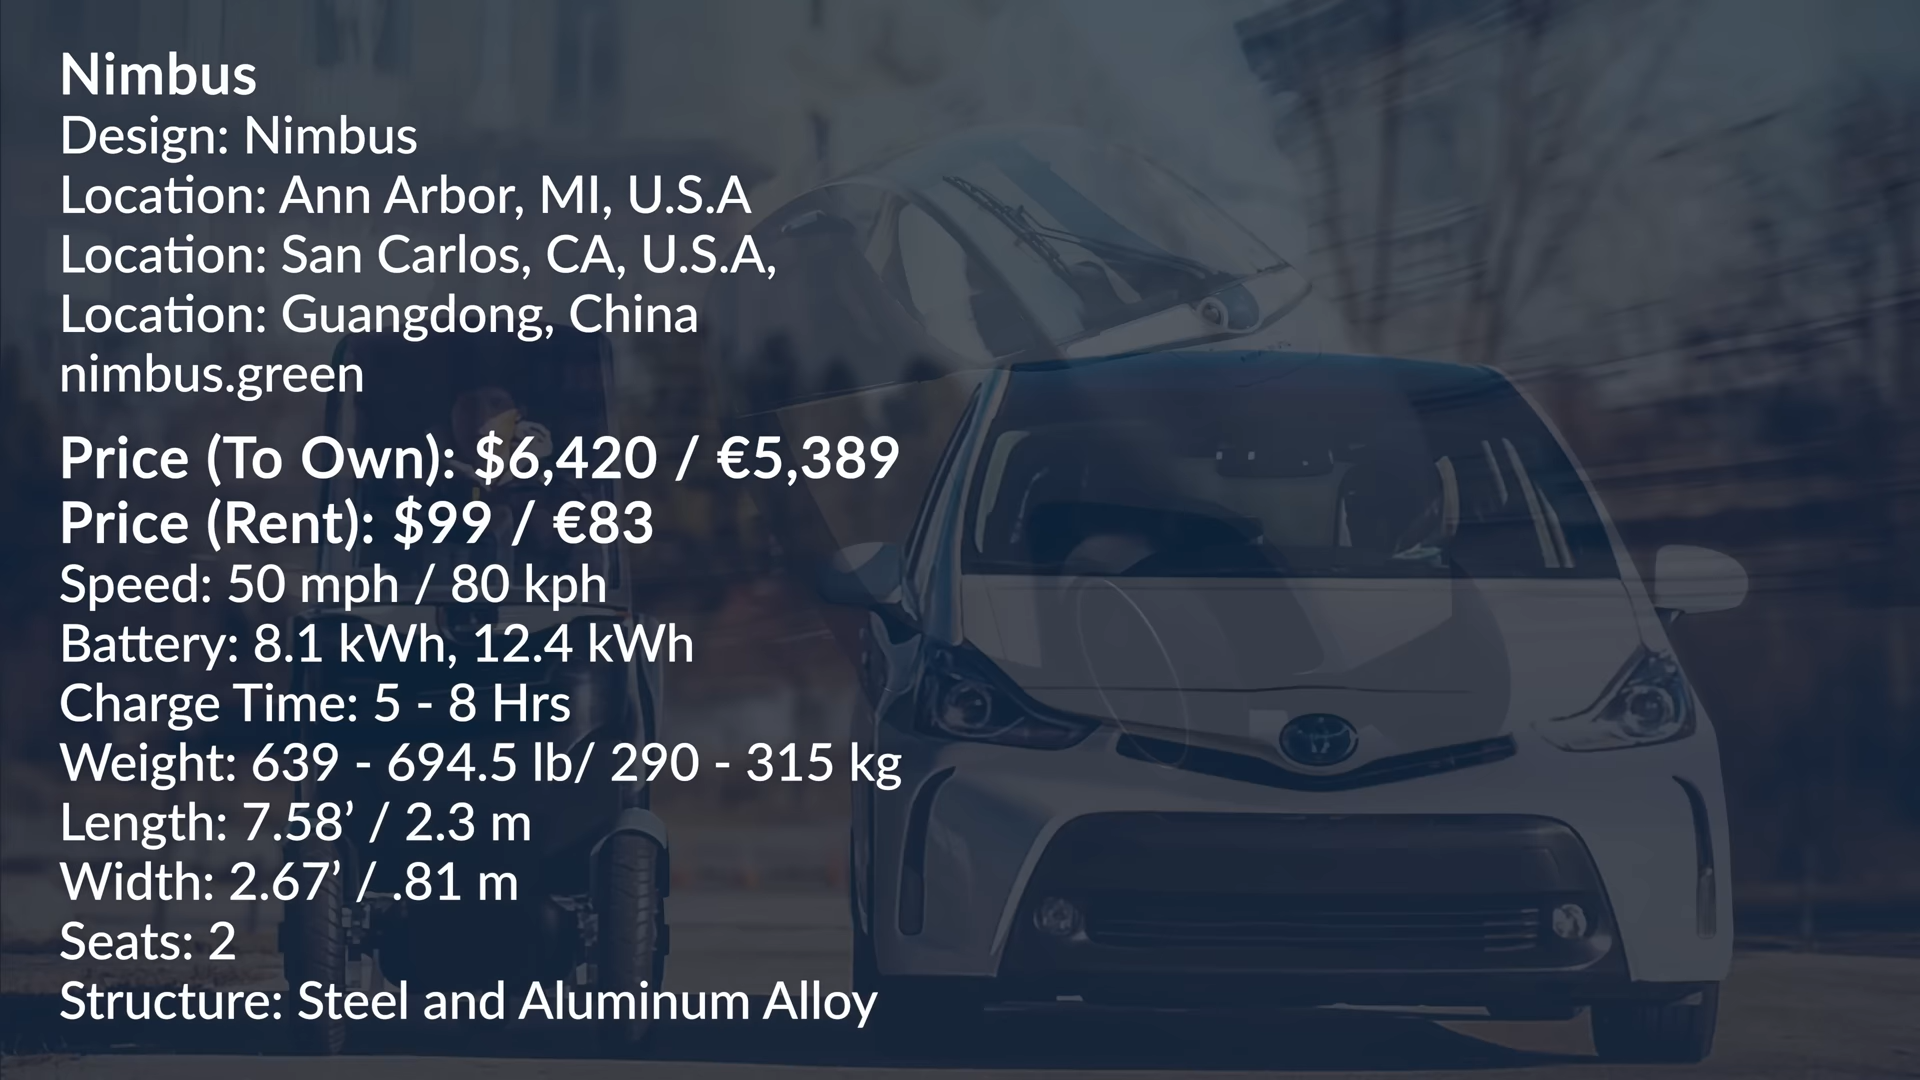 Nimbus
Design: Nimbus
Location: Ann Arbor, MI, U.S.A
Location: San Carlos, CA, U.S.A,
Location: Guangdong, China
nimbus.green
Price (To Own): $6,420 / €5,389
Price (Rent): $99 / €83
Speed: 50 mph / 80 kph
Battery: 8.1 kWh, 12.4 kWh
Charge Time: 5 - 8 Hrs
Weight: 639 - 694.5 lb/ 290 - 315 kg
Length: 7.58’ / 2.3 m
Width: 2.67’ / .81 m
Seats: 2
Structure: Steel and Aluminum Alloy